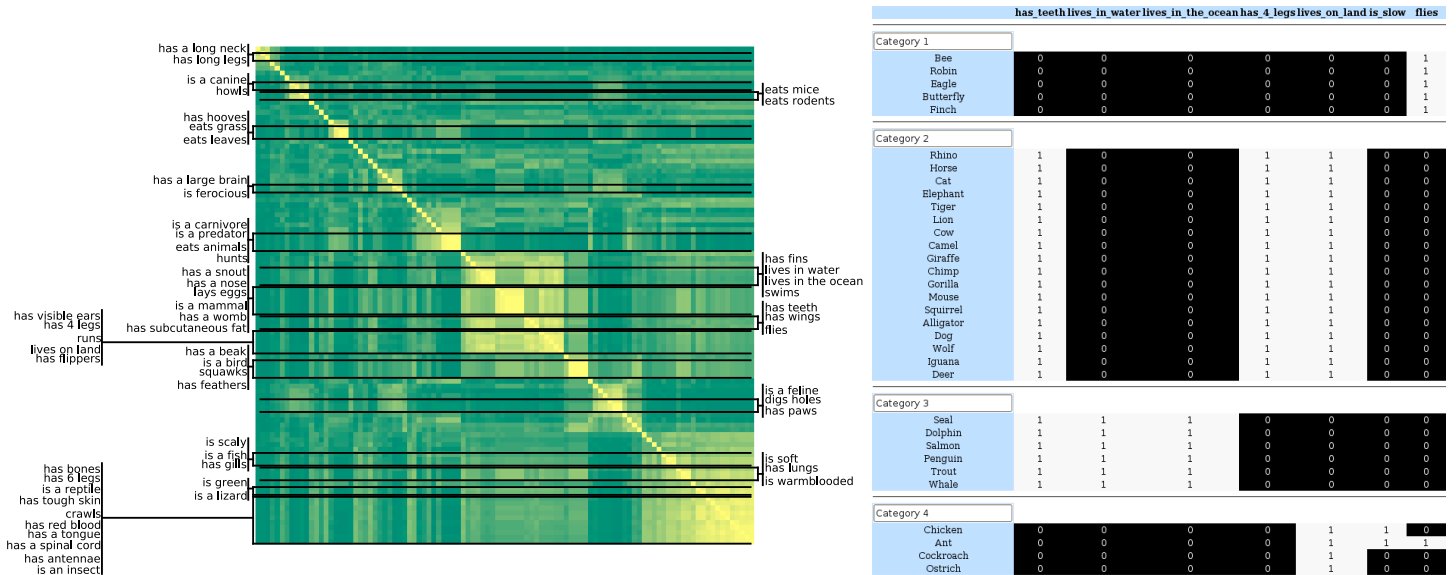 has a long neck
has long legs
is a canine
howls
has hooves
eats grass
eats leaves
has a large brain
is ferocious
is a carnivore
is a predator
eats animals
hunts
has a snout
has a nose
lays eggs
is a mammal
has a womb
has subcutaneous fat
has visible ears
has 4 legs
runs
lives on land
has flippers
has a beak
is a bird
squawks
has feathers
is scaly
is a fish
has gills
is green
is a lizard
has bones
has 6 legs
is a reptile
has tough skin
crawls
has red blood
has a tongue
has a spinal cord
has antennae
is an insect
eats mice
eats rodents
has fins
lives in water
lives in the ocean
swims
has teeth
has wings
flies
is a feline
digs holes
has paws
is soft
has lungs
is warmblooded
has_teeth lives_in_water lives_in_the_ocean has_4_legs lives_on_land is_slow flies
Category 1
Bee 0 0 0 0 0 0 1
Robin 0 0 0 0 0 0 1
Eagle 0 0 0 0 0 0 1
Butterfly 0 0 0 0 0 0 1
Finch 0 0 0 0 0 0 1
Category 2
Rhino 1 0 0 1 1 0 0
Horse 1 0 0 1 1 0 0
Cat 1 0 0 1 1 0 0
Elephant 1 0 0 1 1 0 0
Tiger 1 0 0 1 1 0 0
Lion 1 0 0 1 1 0 0
Cow 1 0 0 1 1 0 0
Camel 1 0 0 1 1 0 0
Giraffe 1 0 0 1 1 0 0
Chimp 1 0 0 1 1 0 0
Gorilla 1 0 0 1 1 0 0
Mouse 1 0 0 1 1 0 0
Squirrel 1 0 0 1 1 0 0
Alligator 1 0 0 1 1 0 0
Dog 1 0 0 1 1 0 0
Wolf 1 0 0 1 1 0 0
Iguana 1 0 0 1 1 0 0
Deer 1 0 0 1 1 0 0
Category 3
Seal 1 1 1 0 0 0 0
Dolphin 1 1 1 0 0 0 0
Salmon 1 1 1 0 0 0 0
Penguin 1 1 1 0 0 0 0
Trout 1 1 1 0 0 0 0
Whale 1 1 1 0 0 0 0
Category 4
Chicken 0 0 0 0 1 1 0
Ant 0 0 0 0 1 1 1
Cockroach 0 0 0 0 1 0 0
Ostrich 0 0 0 0 1 0 0